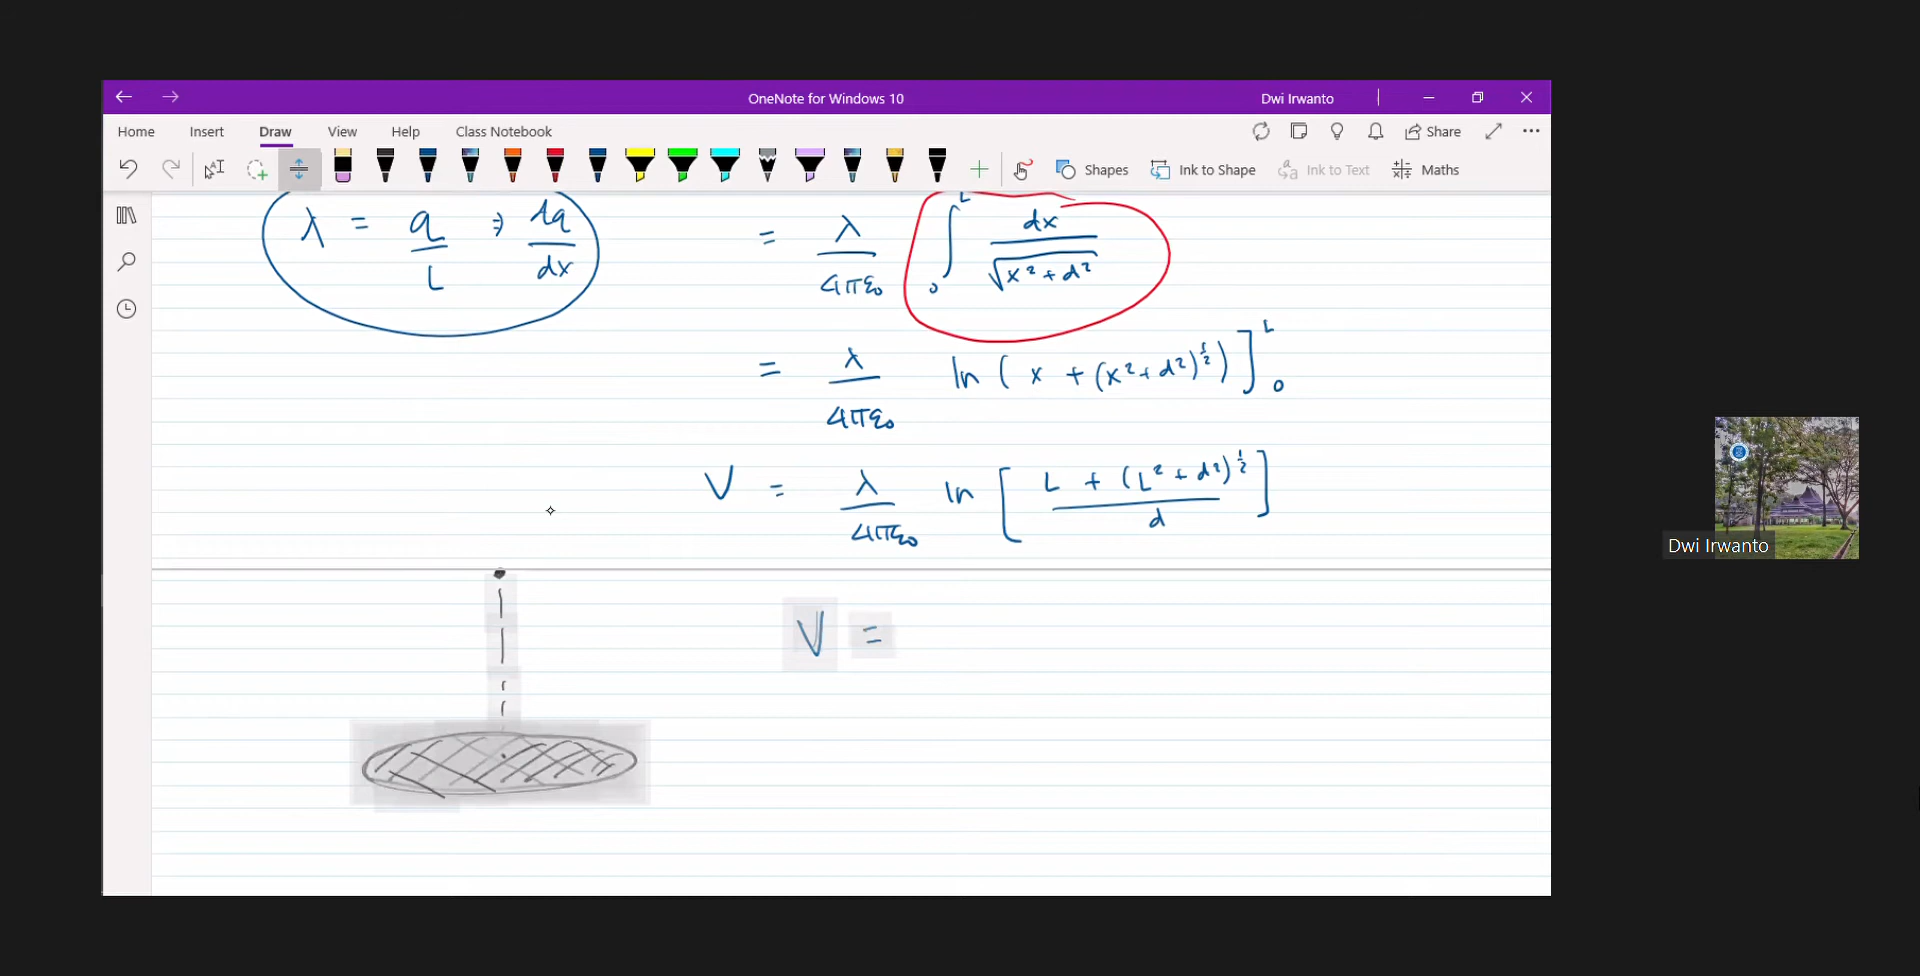 OneNote for Windows 10
Dwi Irwanto
Home Insert Draw View Help Class Notebook
Share
Shapes Ink to Shape Ink to Text Maths
λ = q/L ⇒ dq/dx
= λ/4πε₀ ∫₀ᴸ dx/√x² + d²
= λ/4πε₀ ln ( x + (x² + d²)^½ ) ]₀ᴸ
V = λ/4πε₀ ln [ L + (L² + d²)^½ / d ]
V =
Dwi Irwanto